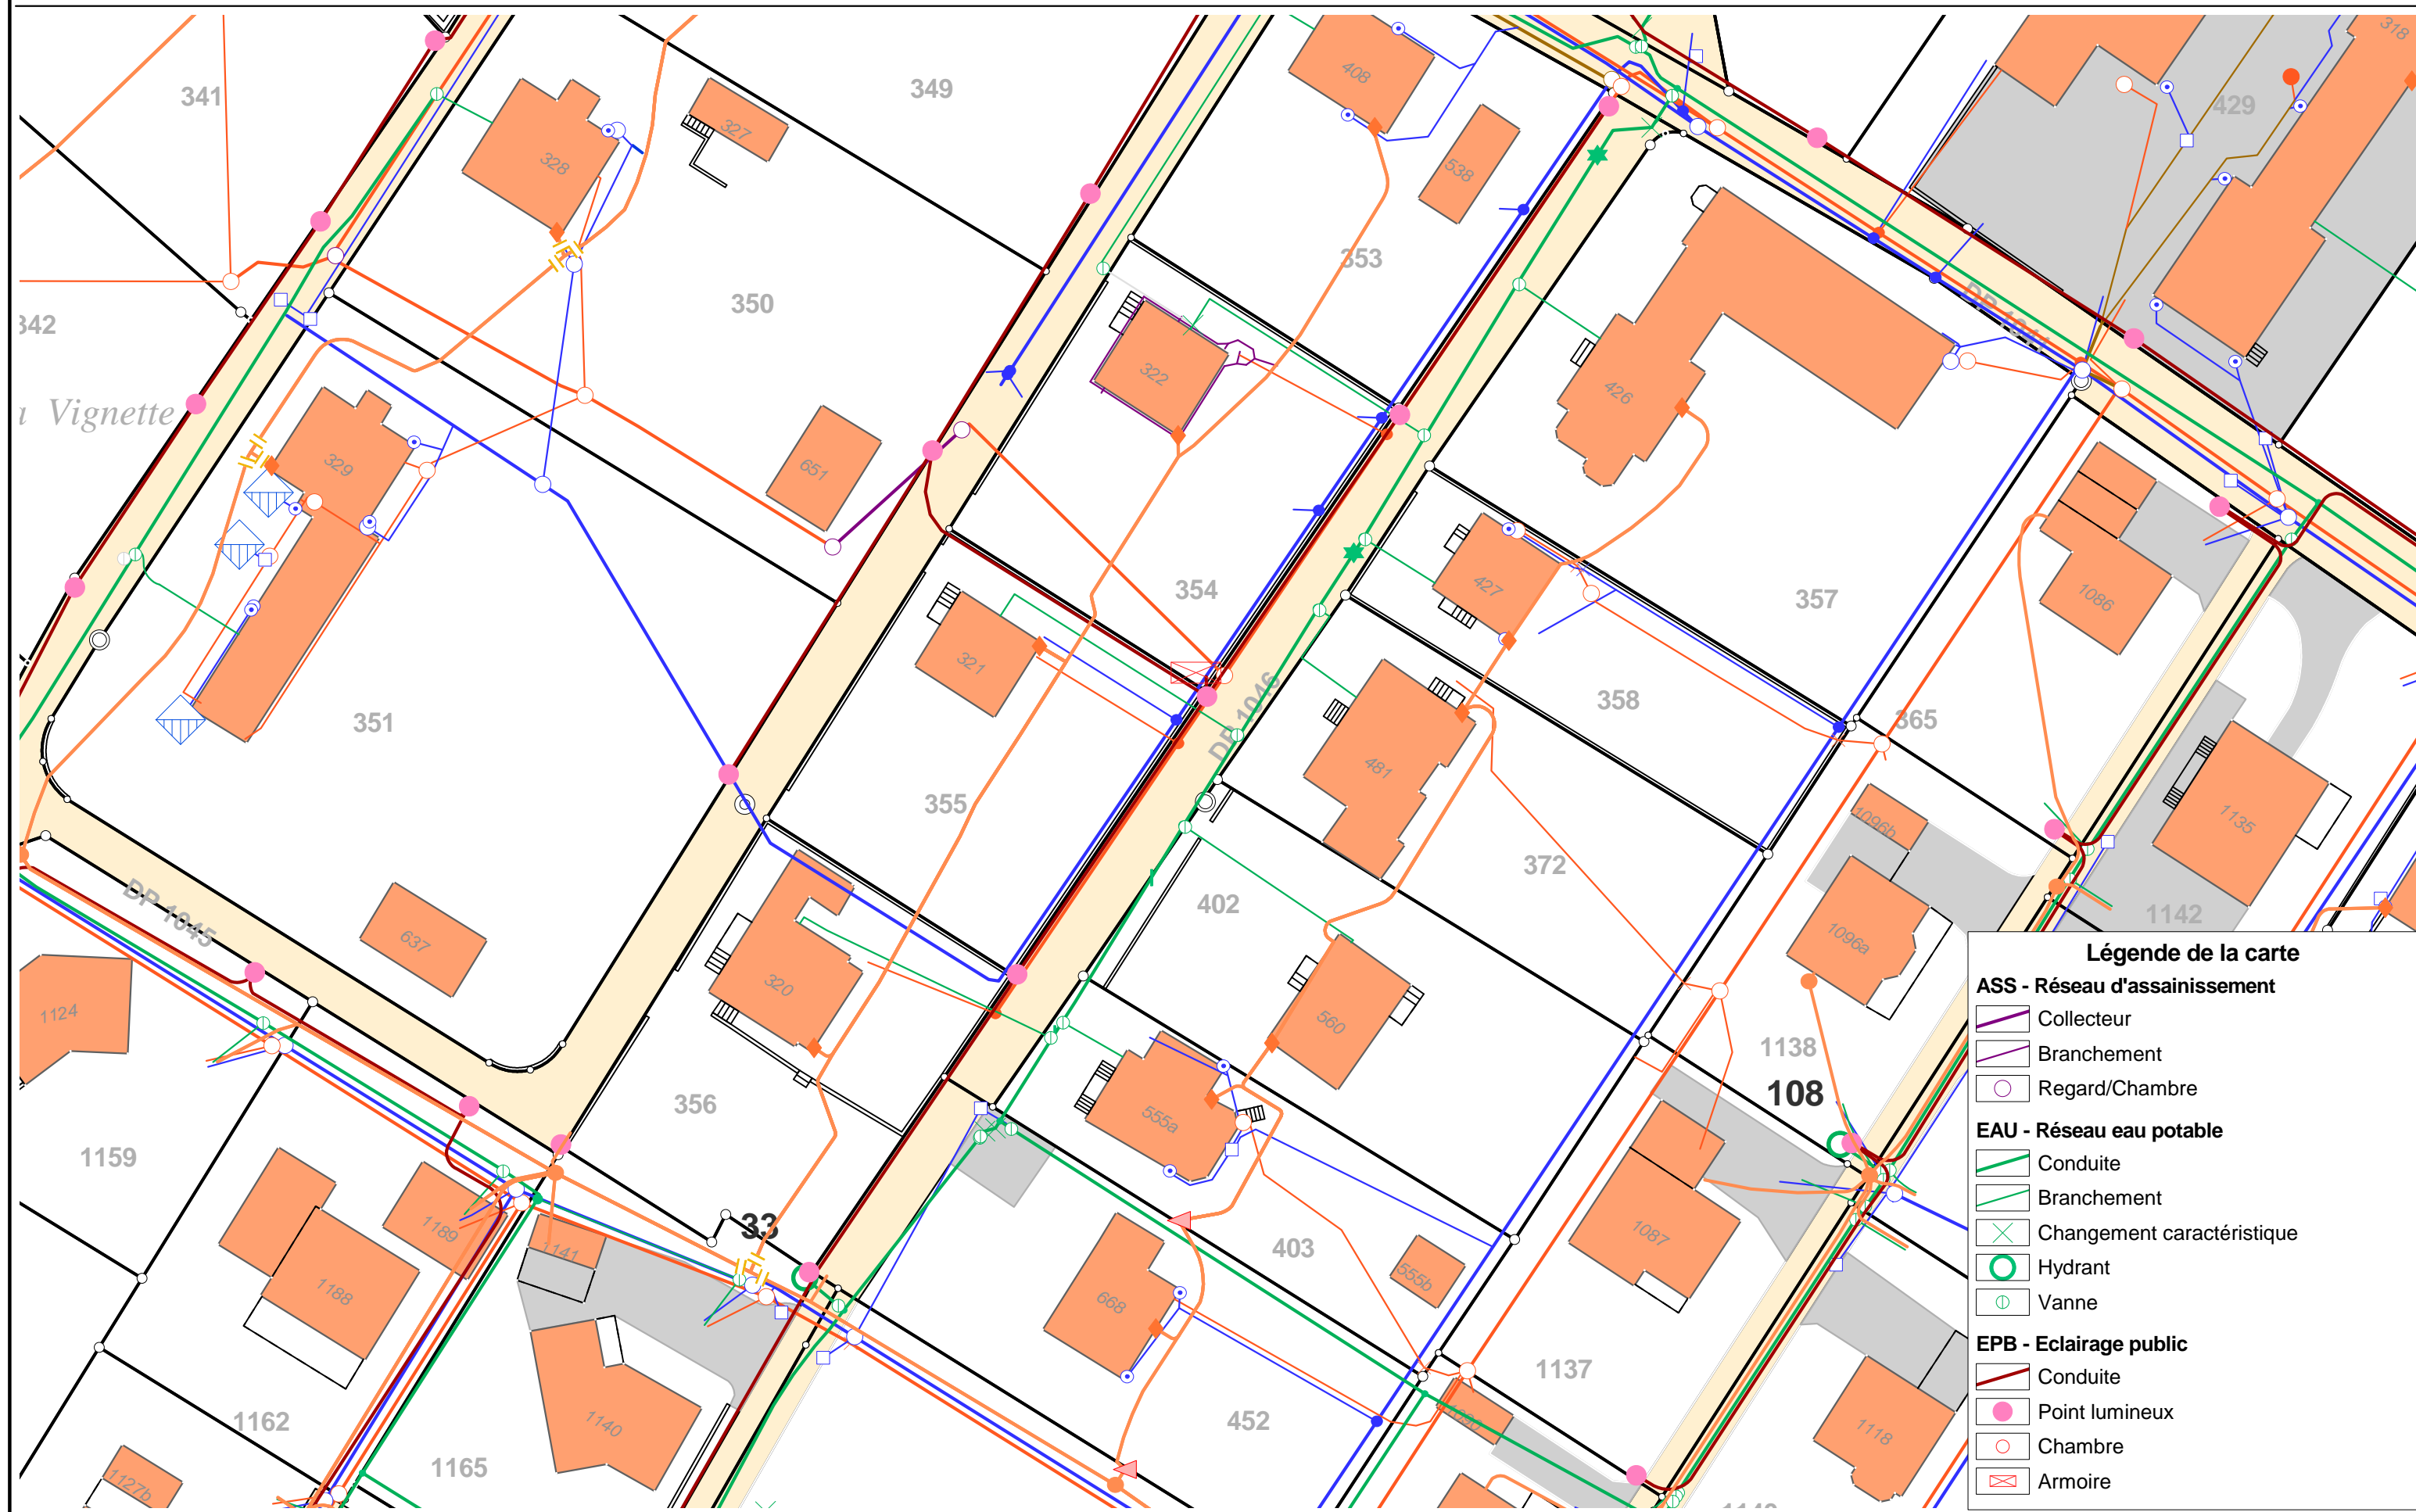 318
341
349
408
327
429
328
538
353
350
342
DP
322
426
Vignette
329
651
427
354
357
1086
321
358
365
351
DP 1046
481
1135
355
1096b
372
402
1142
DP 1045
637
1096a
320
560
1124
1138
356
108
555a
1159
1189
33
1141
1087
403
1188
555b
668
1137
1162
452
1140
1118
1165
1127b
Légende de la carte
ASS - Réseau d'assainissement
Collecteur
Branchement
Regard/Chambre
EAU - Réseau eau potable
Conduite
Branchement
Changement caractéristique
Hydrant
Vanne
EPB - Eclairage public
Conduite
Point lumineux
Chambre
Armoire